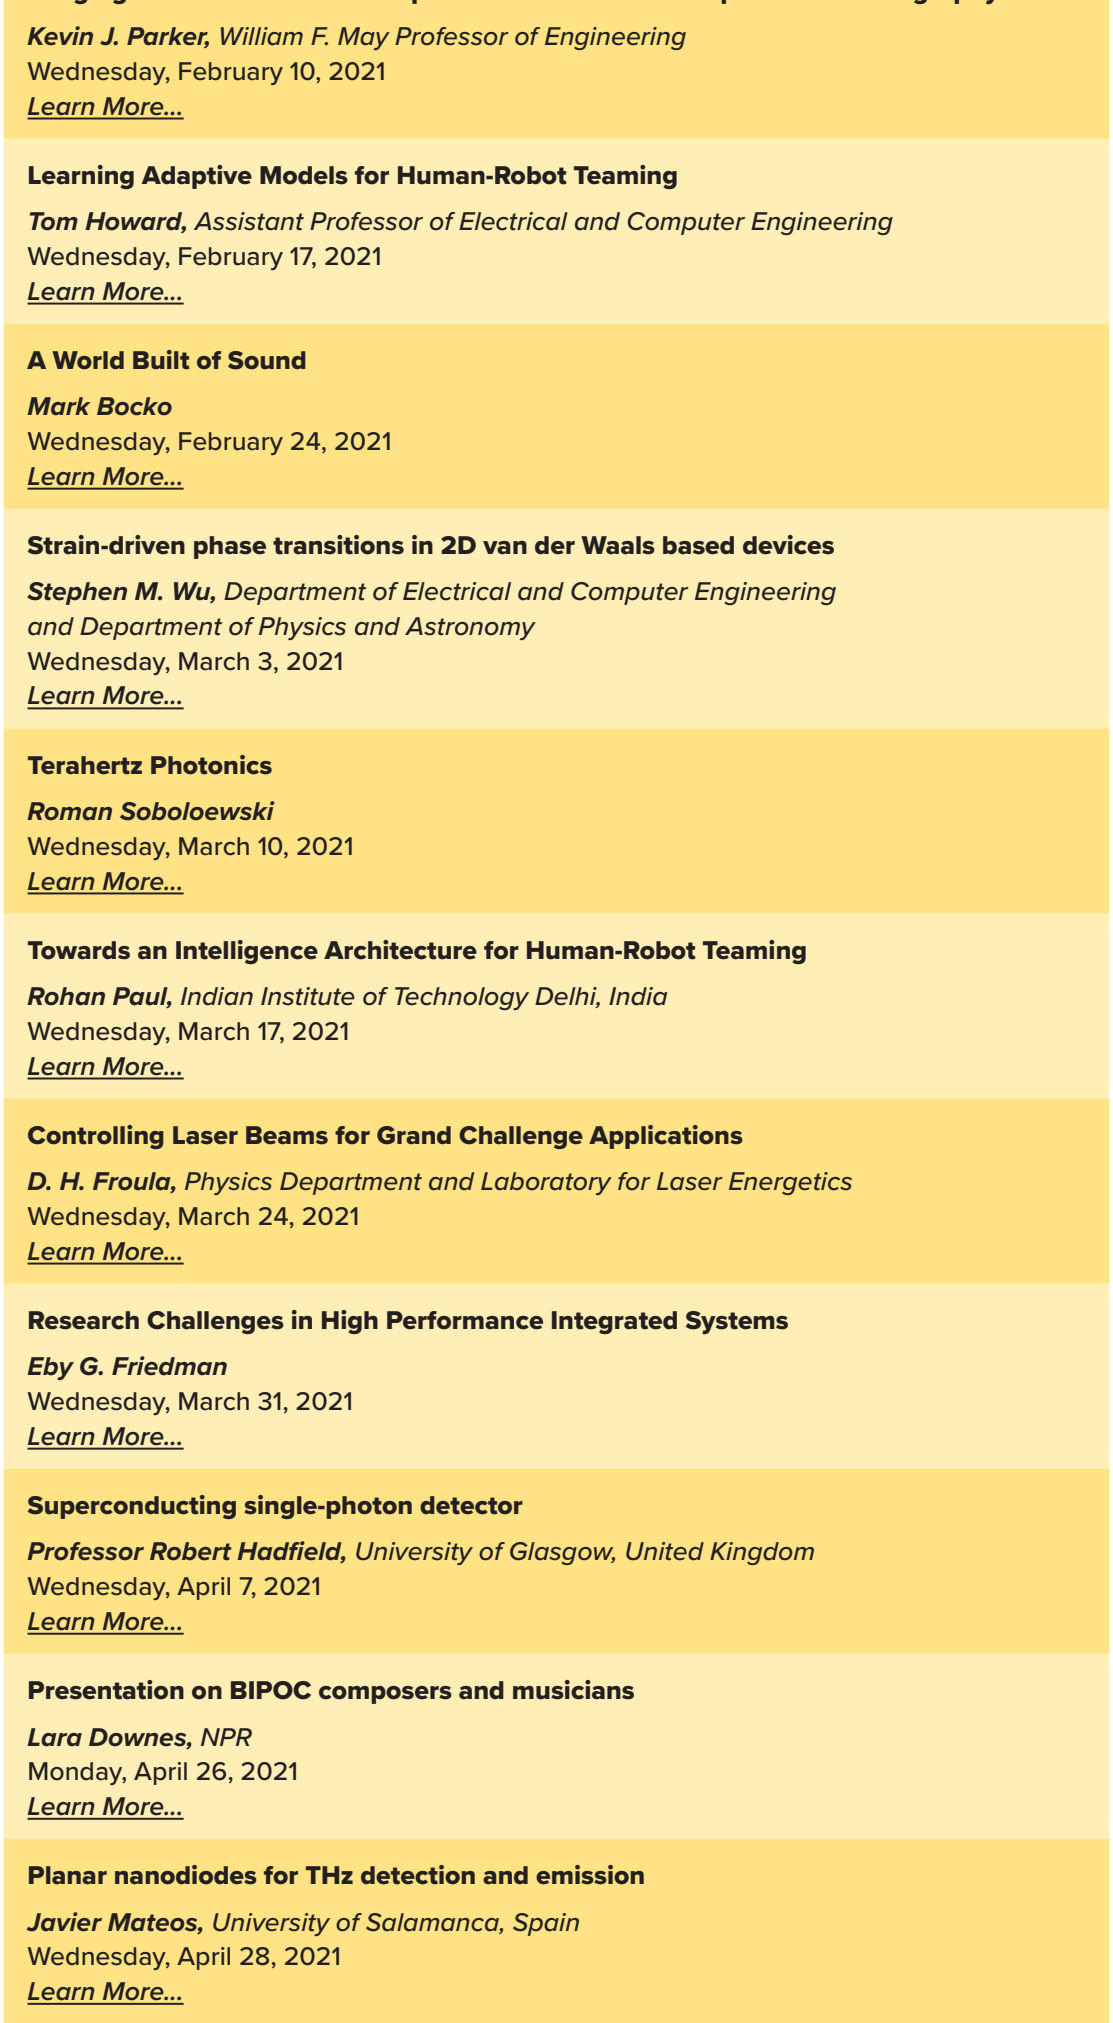 Kevin J. Parker, William F. May Professor of Engineering
Wednesday, February 10, 2021
Learn More...
Learning Adaptive Models for Human-Robot Teaming
Tom Howard, Assistant Professor of Electrical and Computer Engineering
Wednesday, February 17, 2021
Learn More...
A World Built of Sound
Mark Bocko
Wednesday, February 24, 2021
Learn More...
Strain-driven phase transitions in 2D van der Waals based devices
Stephen M. Wu, Department of Electrical and Computer Engineering
and Department of Physics and Astronomy
Wednesday, March 3, 2021
Learn More...
Terahertz Photonics
Roman Soboloewski
Wednesday, March 10, 2021
Learn More...
Towards an Intelligence Architecture for Human-Robot Teaming
Rohan Paul, Indian Institute of Technology Delhi, India
Wednesday, March 17, 2021
Learn More...
Controlling Laser Beams for Grand Challenge Applications
D. H. Froula, Physics Department and Laboratory for Laser Energetics
Wednesday, March 24, 2021
Learn More...
Research Challenges in High Performance Integrated Systems
Eby G. Friedman
Wednesday, March 31, 2021
Learn More...
Superconducting single-photon detector
Professor Robert Hadfield, University of Glasgow, United Kingdom
Wednesday, April 7, 2021
Learn More...
Presentation on BIPOC composers and musicians
Lara Downes, NPR
Monday, April 26, 2021
Learn More...
Planar nanodiodes for THz detection and emission
Javier Mateos, University of Salamanca, Spain
Wednesday, April 28, 2021
Learn More...